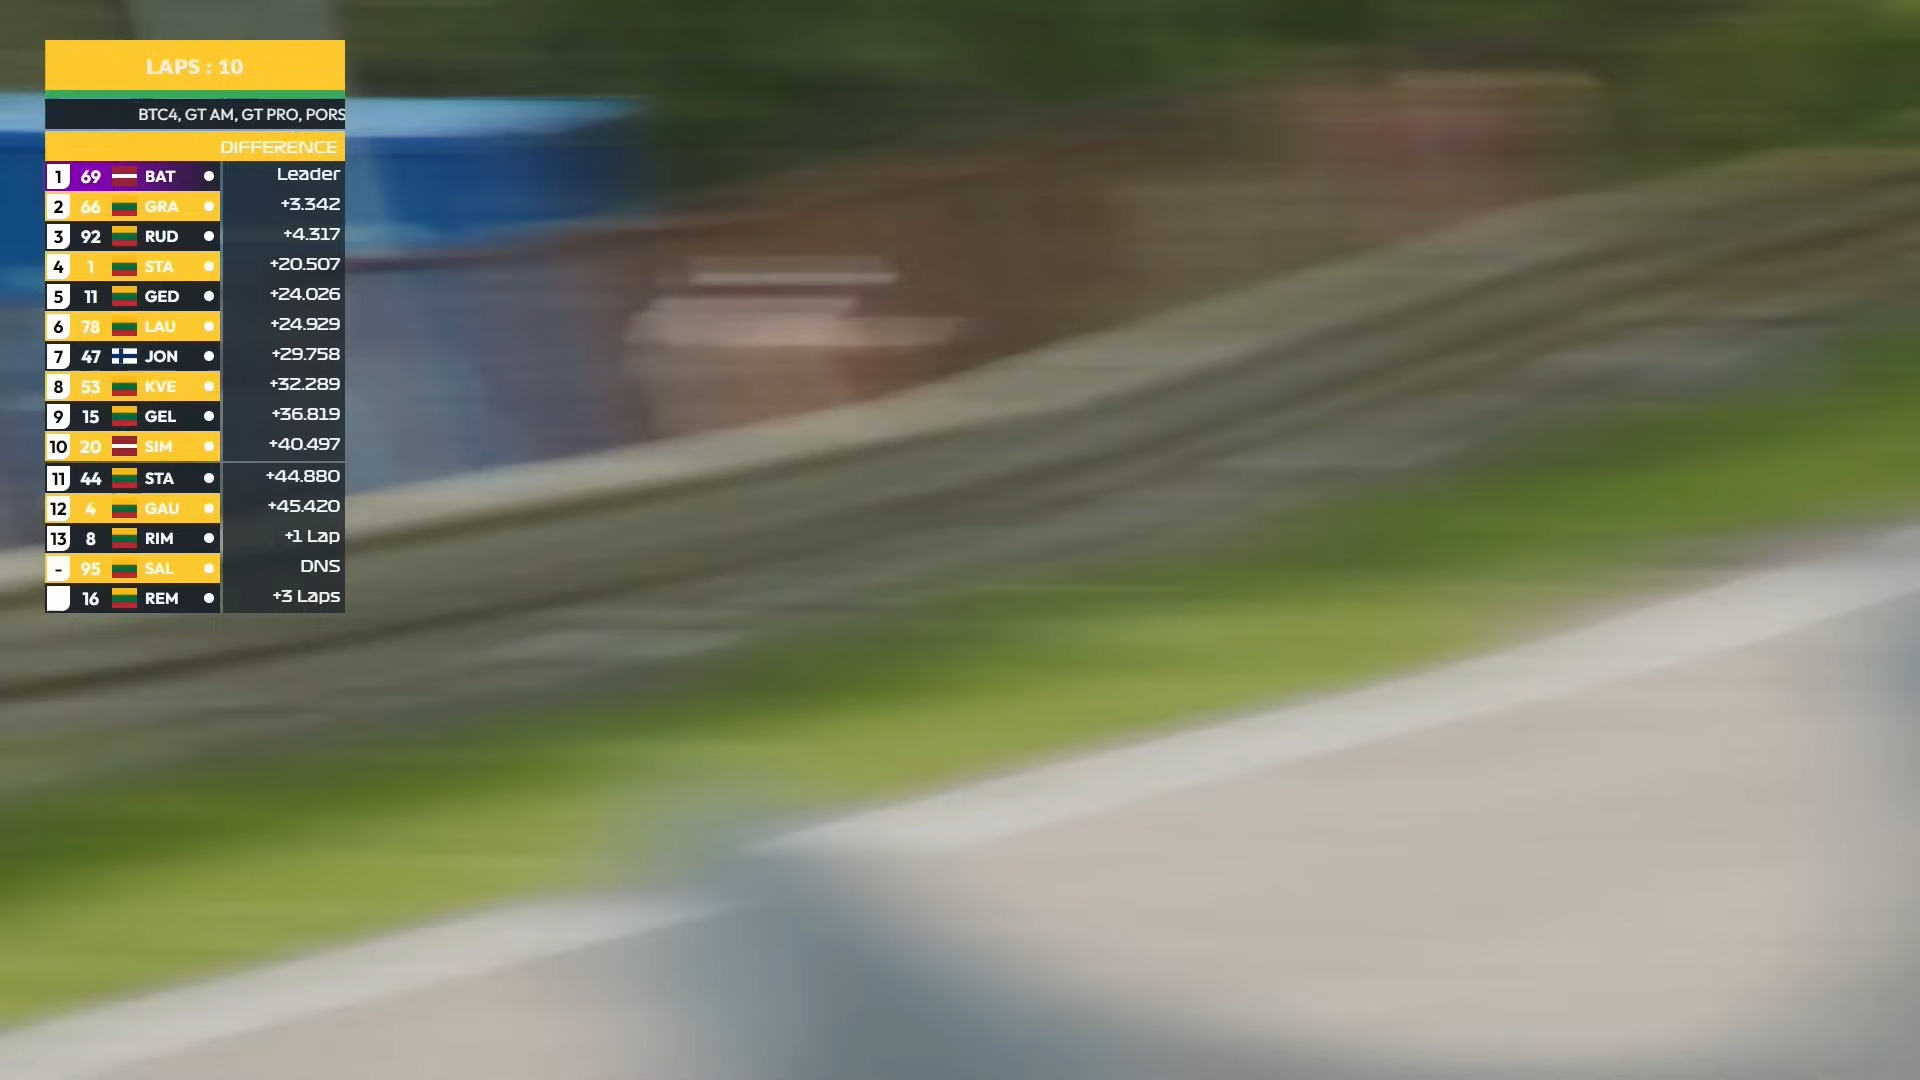 LAPS : 10
BTC4, GT AM, GT PRO, PORS
DIFFERENCE
1 69 BAT Leader
2 66 GRA +3.342
3 92 RUD +4.317
4 1 STA +20.507
5 11 GED +24.026
6 78 LAU +24.929
7 47 JON +29.758
8 53 KVE +32.289
9 15 GEL +36.819
10 20 SIM +40.497
11 44 STA +44.880
12 4 GAU +45.420
13 8 RIM +1 Lap
- 95 SAL DNS
16 REM +3 Laps